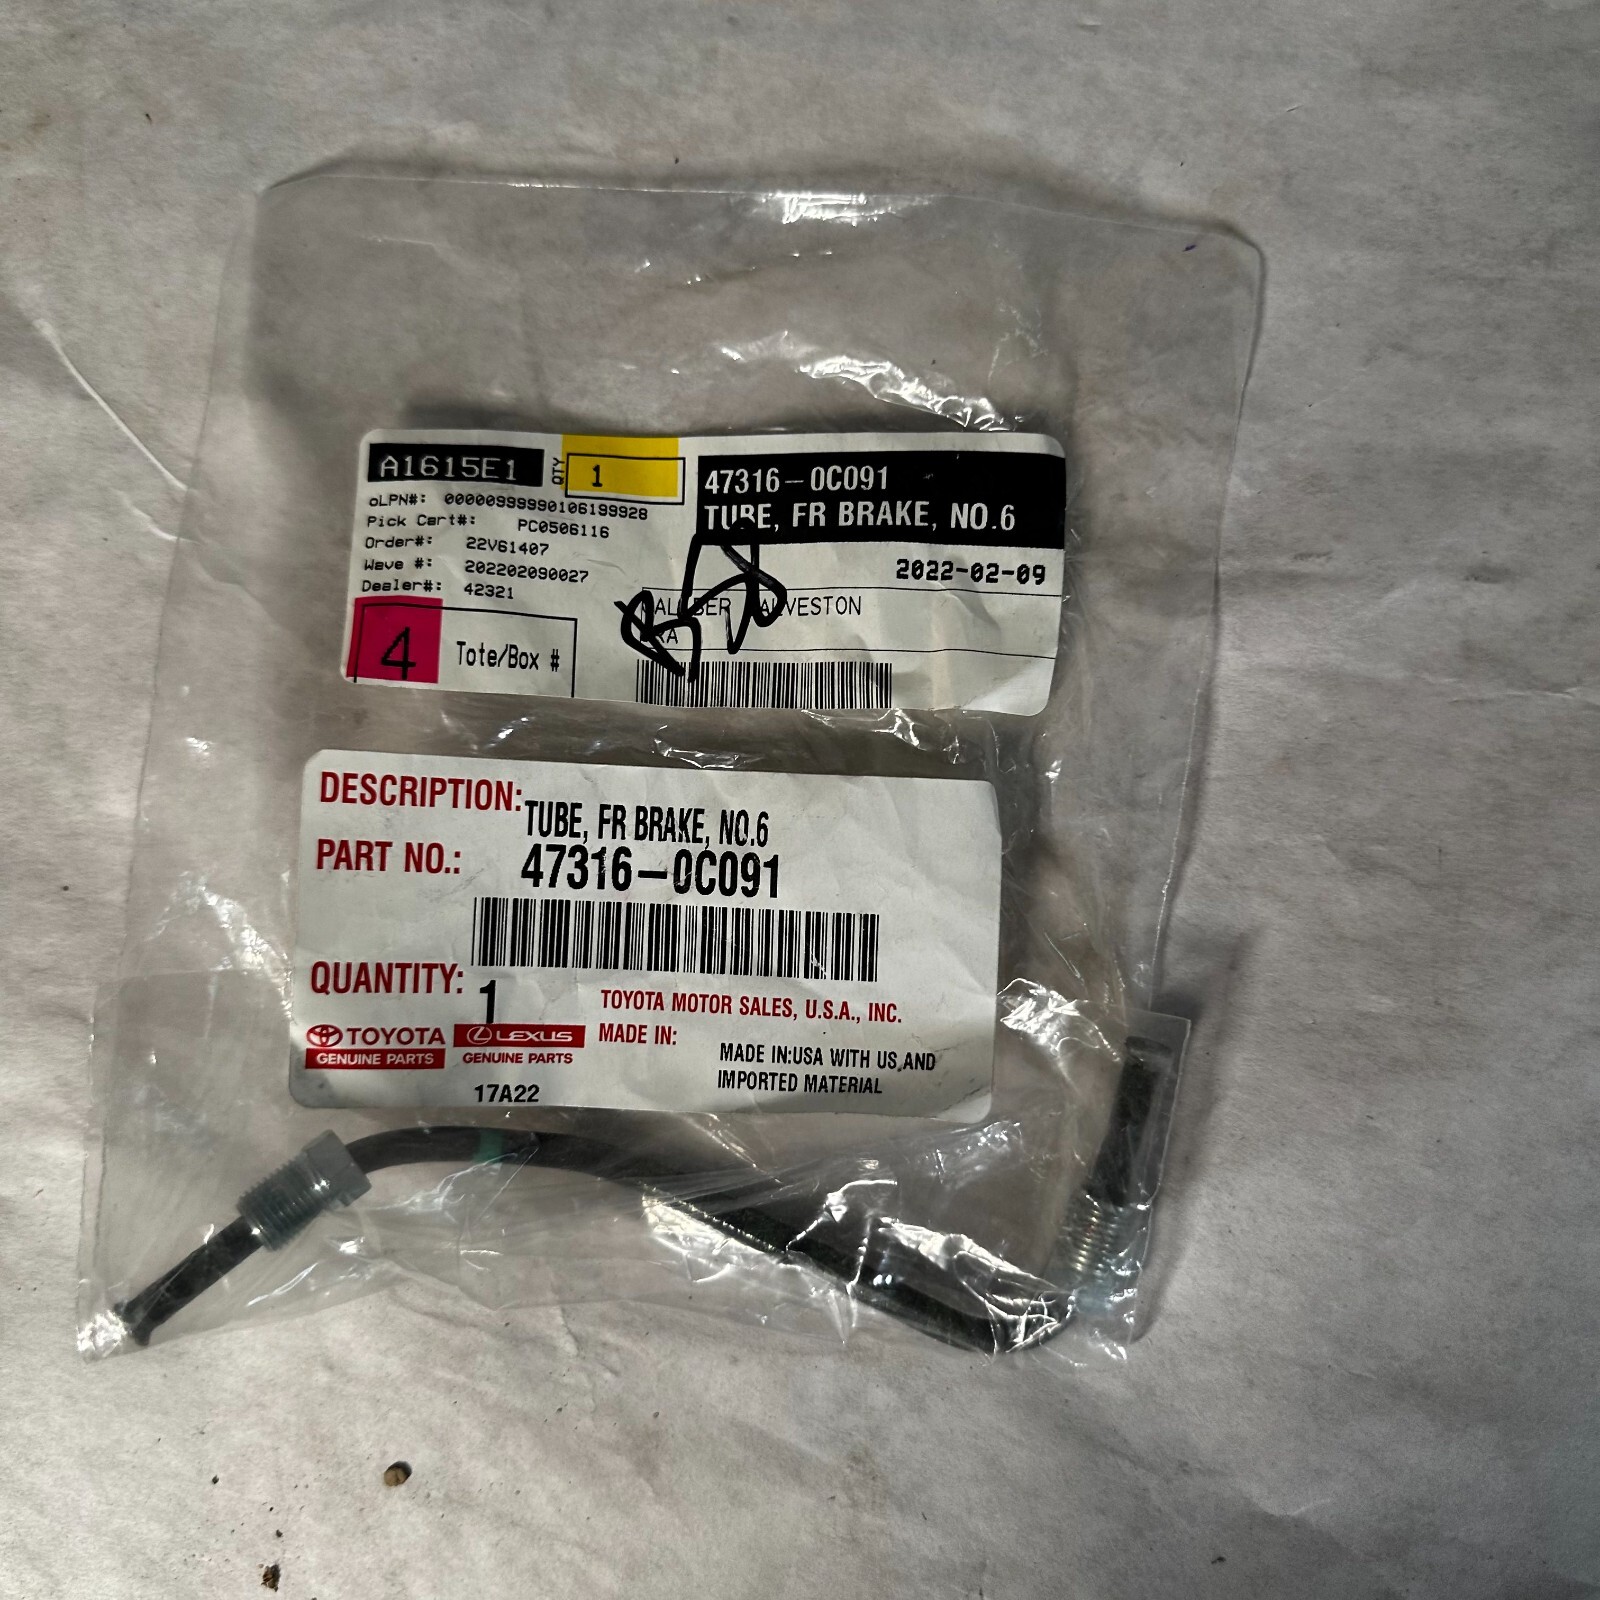 A1615E1
QTY
1
47316-0C091
TUBE, FR BRAKE, NO.6
oLPN#: 00000999990106199928
Pick Cart#: PC0506116
Order#: 22V61407
Wave #: 202202090027
Dealer#: 42321
2022-02-09
4
Tote/Box #
DESCRIPTION: TUBE, FR BRAKE, NO.6
PART NO.: 47316-0C091
QUANTITY: 1
TOYOTA MOTOR SALES, U.S.A., INC.
MADE IN:
MADE IN:USA WITH US,AND
IMPORTED MATERIAL
TOYOTA
GENUINE PARTS
LEXUS
GENUINE PARTS
17A22